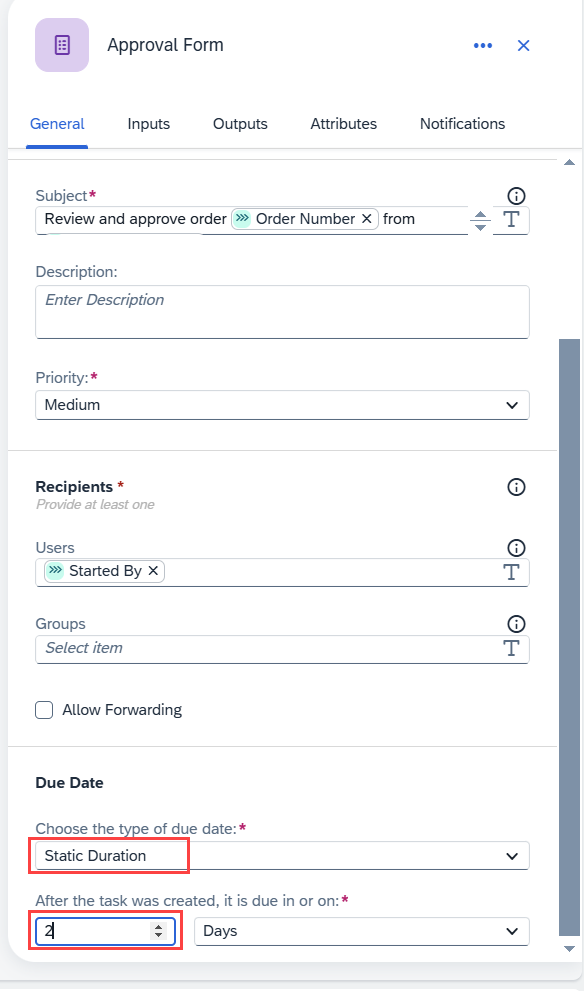 Approval Form
General Inputs Outputs Attributes Notifications
Subject*
Review and approve order Order Number × from
Description:
Enter Description
Priority:*
Medium
Recipients *
Provide at least one
Users
Started By ×
Groups
Select item
Allow Forwarding
Due Date
Choose the type of due date:*
Static Duration
After the task was created, it is due in or on:*
2 Days